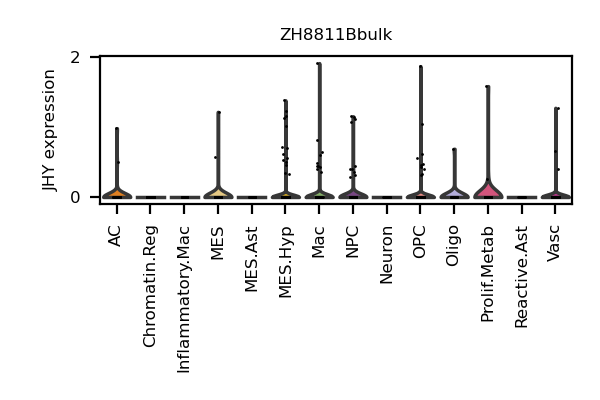 ZH8811Bbulk
JHY expression
2
0
AC
Chromatin.Reg
Inflammatory.Mac
MES
MES.Ast
MES.Hyp
Mac
NPC
Neuron
OPC
Oligo
Prolif.Metab
Reactive.Ast
Vasc